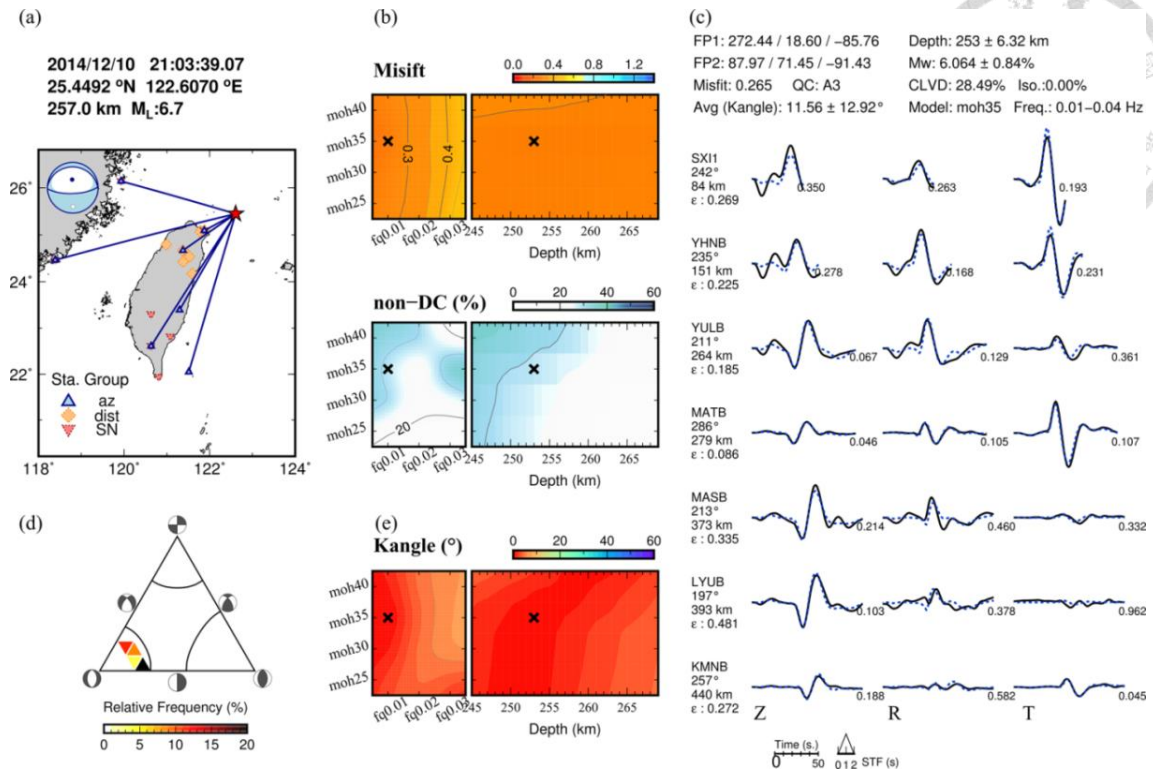 (a)
2014/12/10 21:03:39.07
25.4492 °N 122.6070 °E
257.0 km ML:6.7
26°
24°
22°
Sta. Group
az
dist
SN
118°
120°
122°
124°
(b)
Misift
0.0 0.4 0.8 1.2
moh40
moh35
moh30
moh25
0.3
0.4
fq0.01
fq0.02
fq0.03
245 250 255 260 265
Depth (km)
non−DC (%)
0 20 40 60
moh40
moh35
moh30
moh25
20
fq0.01
fq0.02
fq0.03
245 250 255 260 265
Depth (km)
(c)
FP1: 272.44 / 18.60 / −85.76
Depth: 253 ± 6.32 km
FP2: 87.97 / 71.45 / −91.43
Mw: 6.064 ± 0.84%
Misfit: 0.265 QC: A3
CLVD: 28.49% Iso.:0.00%
Avg (Kangle): 11.56 ± 12.92°
Model: moh35 Freq.: 0.01−0.04 Hz
SXI1
242°
84 km
ε : 0.269
0.350
0.263
0.193
YHNB
235°
151 km
ε : 0.225
0.278
0.168
0.231
YULB
211°
264 km
ε : 0.185
0.067
0.129
0.361
MATB
286°
279 km
ε : 0.086
0.046
0.105
0.107
MASB
213°
373 km
ε : 0.335
0.214
0.460
0.332
LYUB
197°
393 km
ε : 0.481
0.103
0.378
0.962
KMNB
257°
440 km
ε : 0.272
0.188
0.582
0.045
Z R T
Time (s.)
0 50
0 1 2 STF (s)
(d)
Relative Frequency (%)
0 5 10 15 20
(e)
Kangle (°)
0 20 40 60
moh40
moh35
moh30
moh25
fq0.01
fq0.02
fq0.03
245 250 255 260 265
Depth (km)